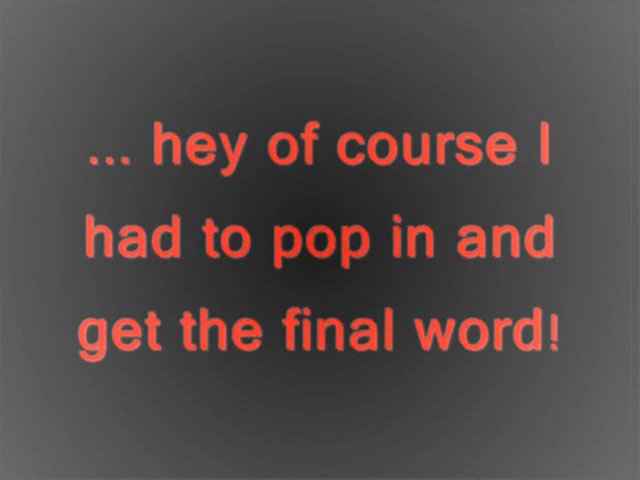 ... hey of course I
had to pop in and
get the final word!